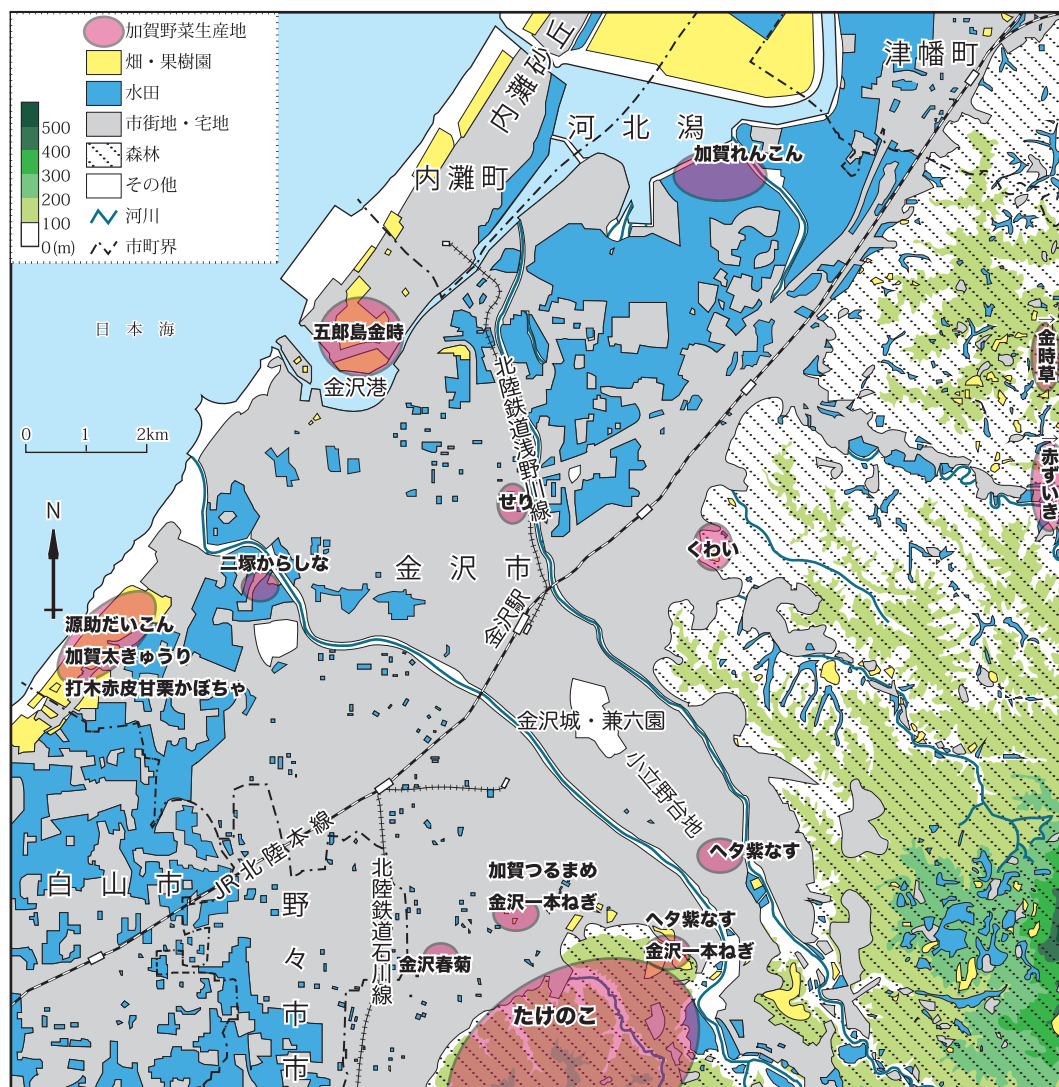 加賀野菜生産地
畑・果樹園
水田
市街地・宅地
森林
その他
河川
市町界
500
400
300
200
100
0(m)
内灘砂丘
津幡町
河北潟
加賀れんこん
内灘町
日本海
五郎島金時
金沢港
→金時草
0 1 2km
北陸鉄道浅野川線
赤ずいき
せり
N
くわい
二塚からしな
金沢市
金沢駅
源助だいこん
加賀太きゅうり
打木赤皮甘栗かぼちゃ
金沢城・兼六園
小立野台地
JR北陸本線
ヘタ紫なす
白山市
北陸鉄道石川線
加賀つるまめ
金沢一本ねぎ
野々市市
ヘタ紫なす
金沢一本ねぎ
金沢春菊
たけのこ